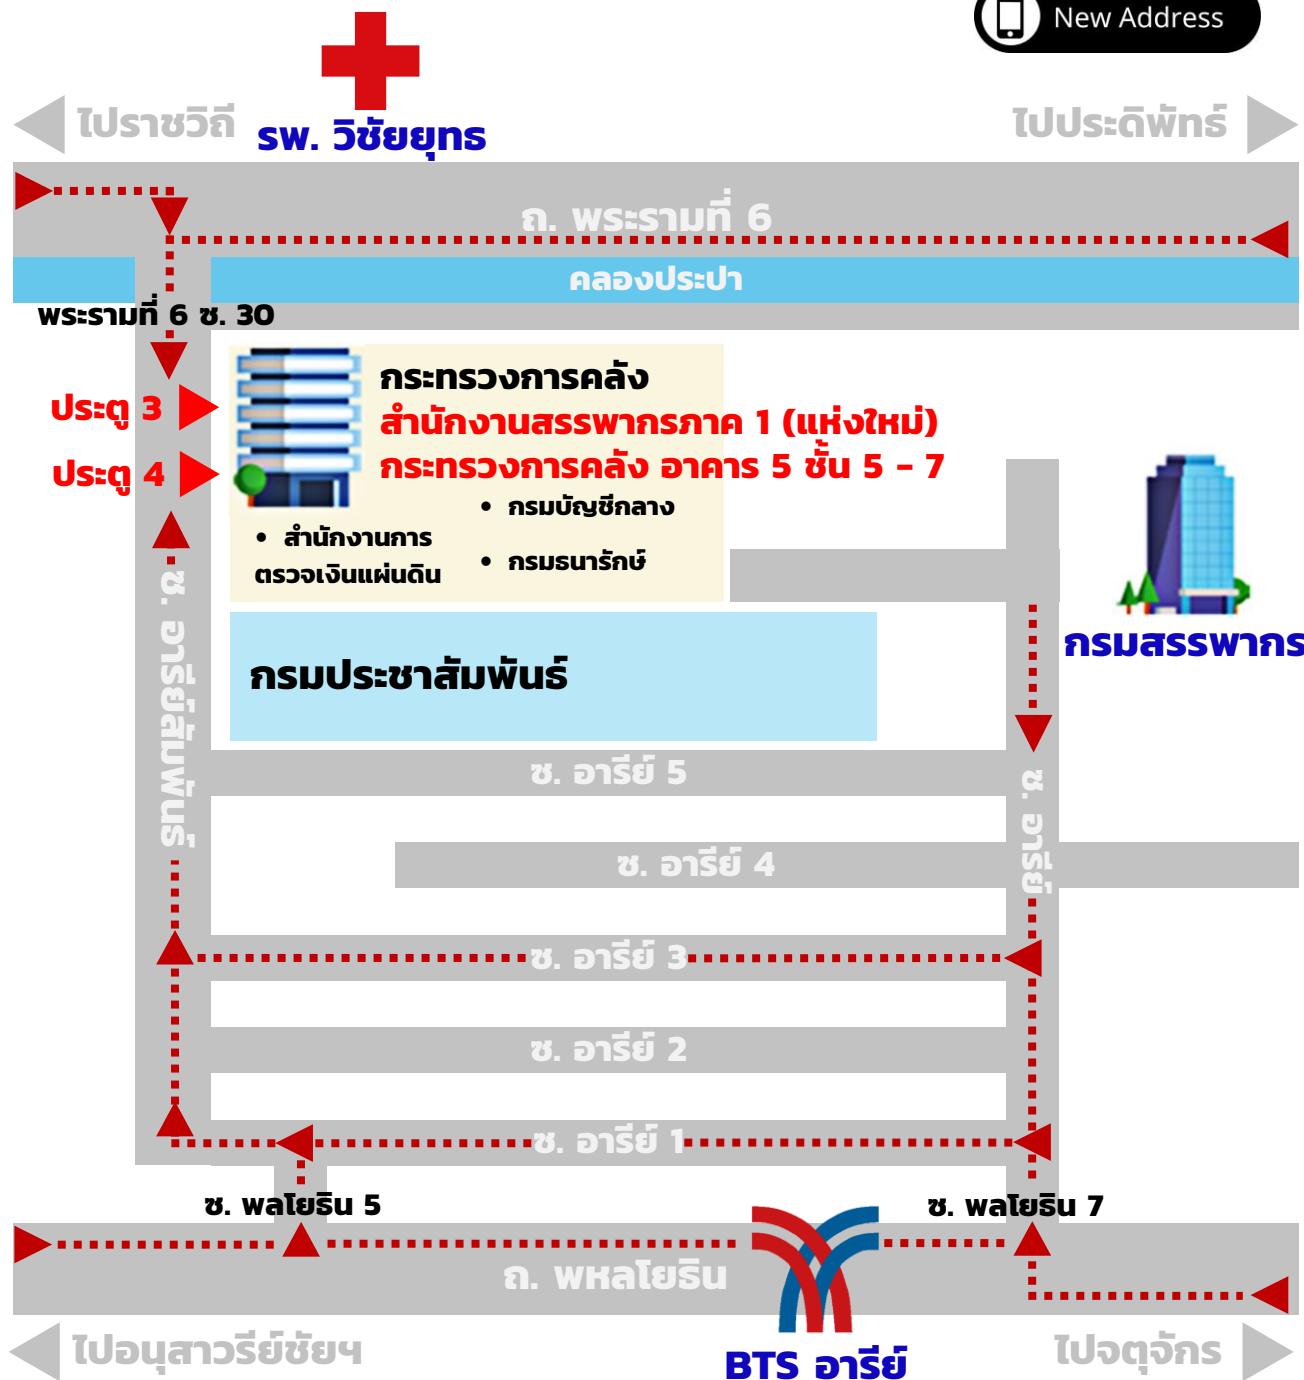 New Address
ไปราชวิถี
รพ. วิชัยยุทธ
ไปประดิพัทธ์
ถ. พระรามที่ 6
คลองประปา
พระรามที่ 6 ซ. 30
ประตู 3
ประตู 4
กระทรวงการคลัง
สำนักงานสรรพากรภาค 1 (แห่งใหม่)
กระทรวงการคลัง อาคาร 5 ชั้น 5 - 7
• กรมบัญชีกลาง
• สำนักงานการ
ตรวจเงินแผ่นดิน
• กรมธนารักษ์
กรมสรรพากร
กรมประชาสัมพันธ์
ซ. อารีย์สัมพันธ์
ซ. อารีย์ 5
ซ. อารีย์
ซ. อารีย์ 4
ซ. อารีย์ 3
ซ. อารีย์ 2
ซ. อารีย์ 1
ซ. พลโยธิน 5
ซ. พลโยธิน 7
ถ. พหลโยธิน
ไปอนุสาวรีย์ชัยฯ
BTS อารีย์
ไปจตุจักร